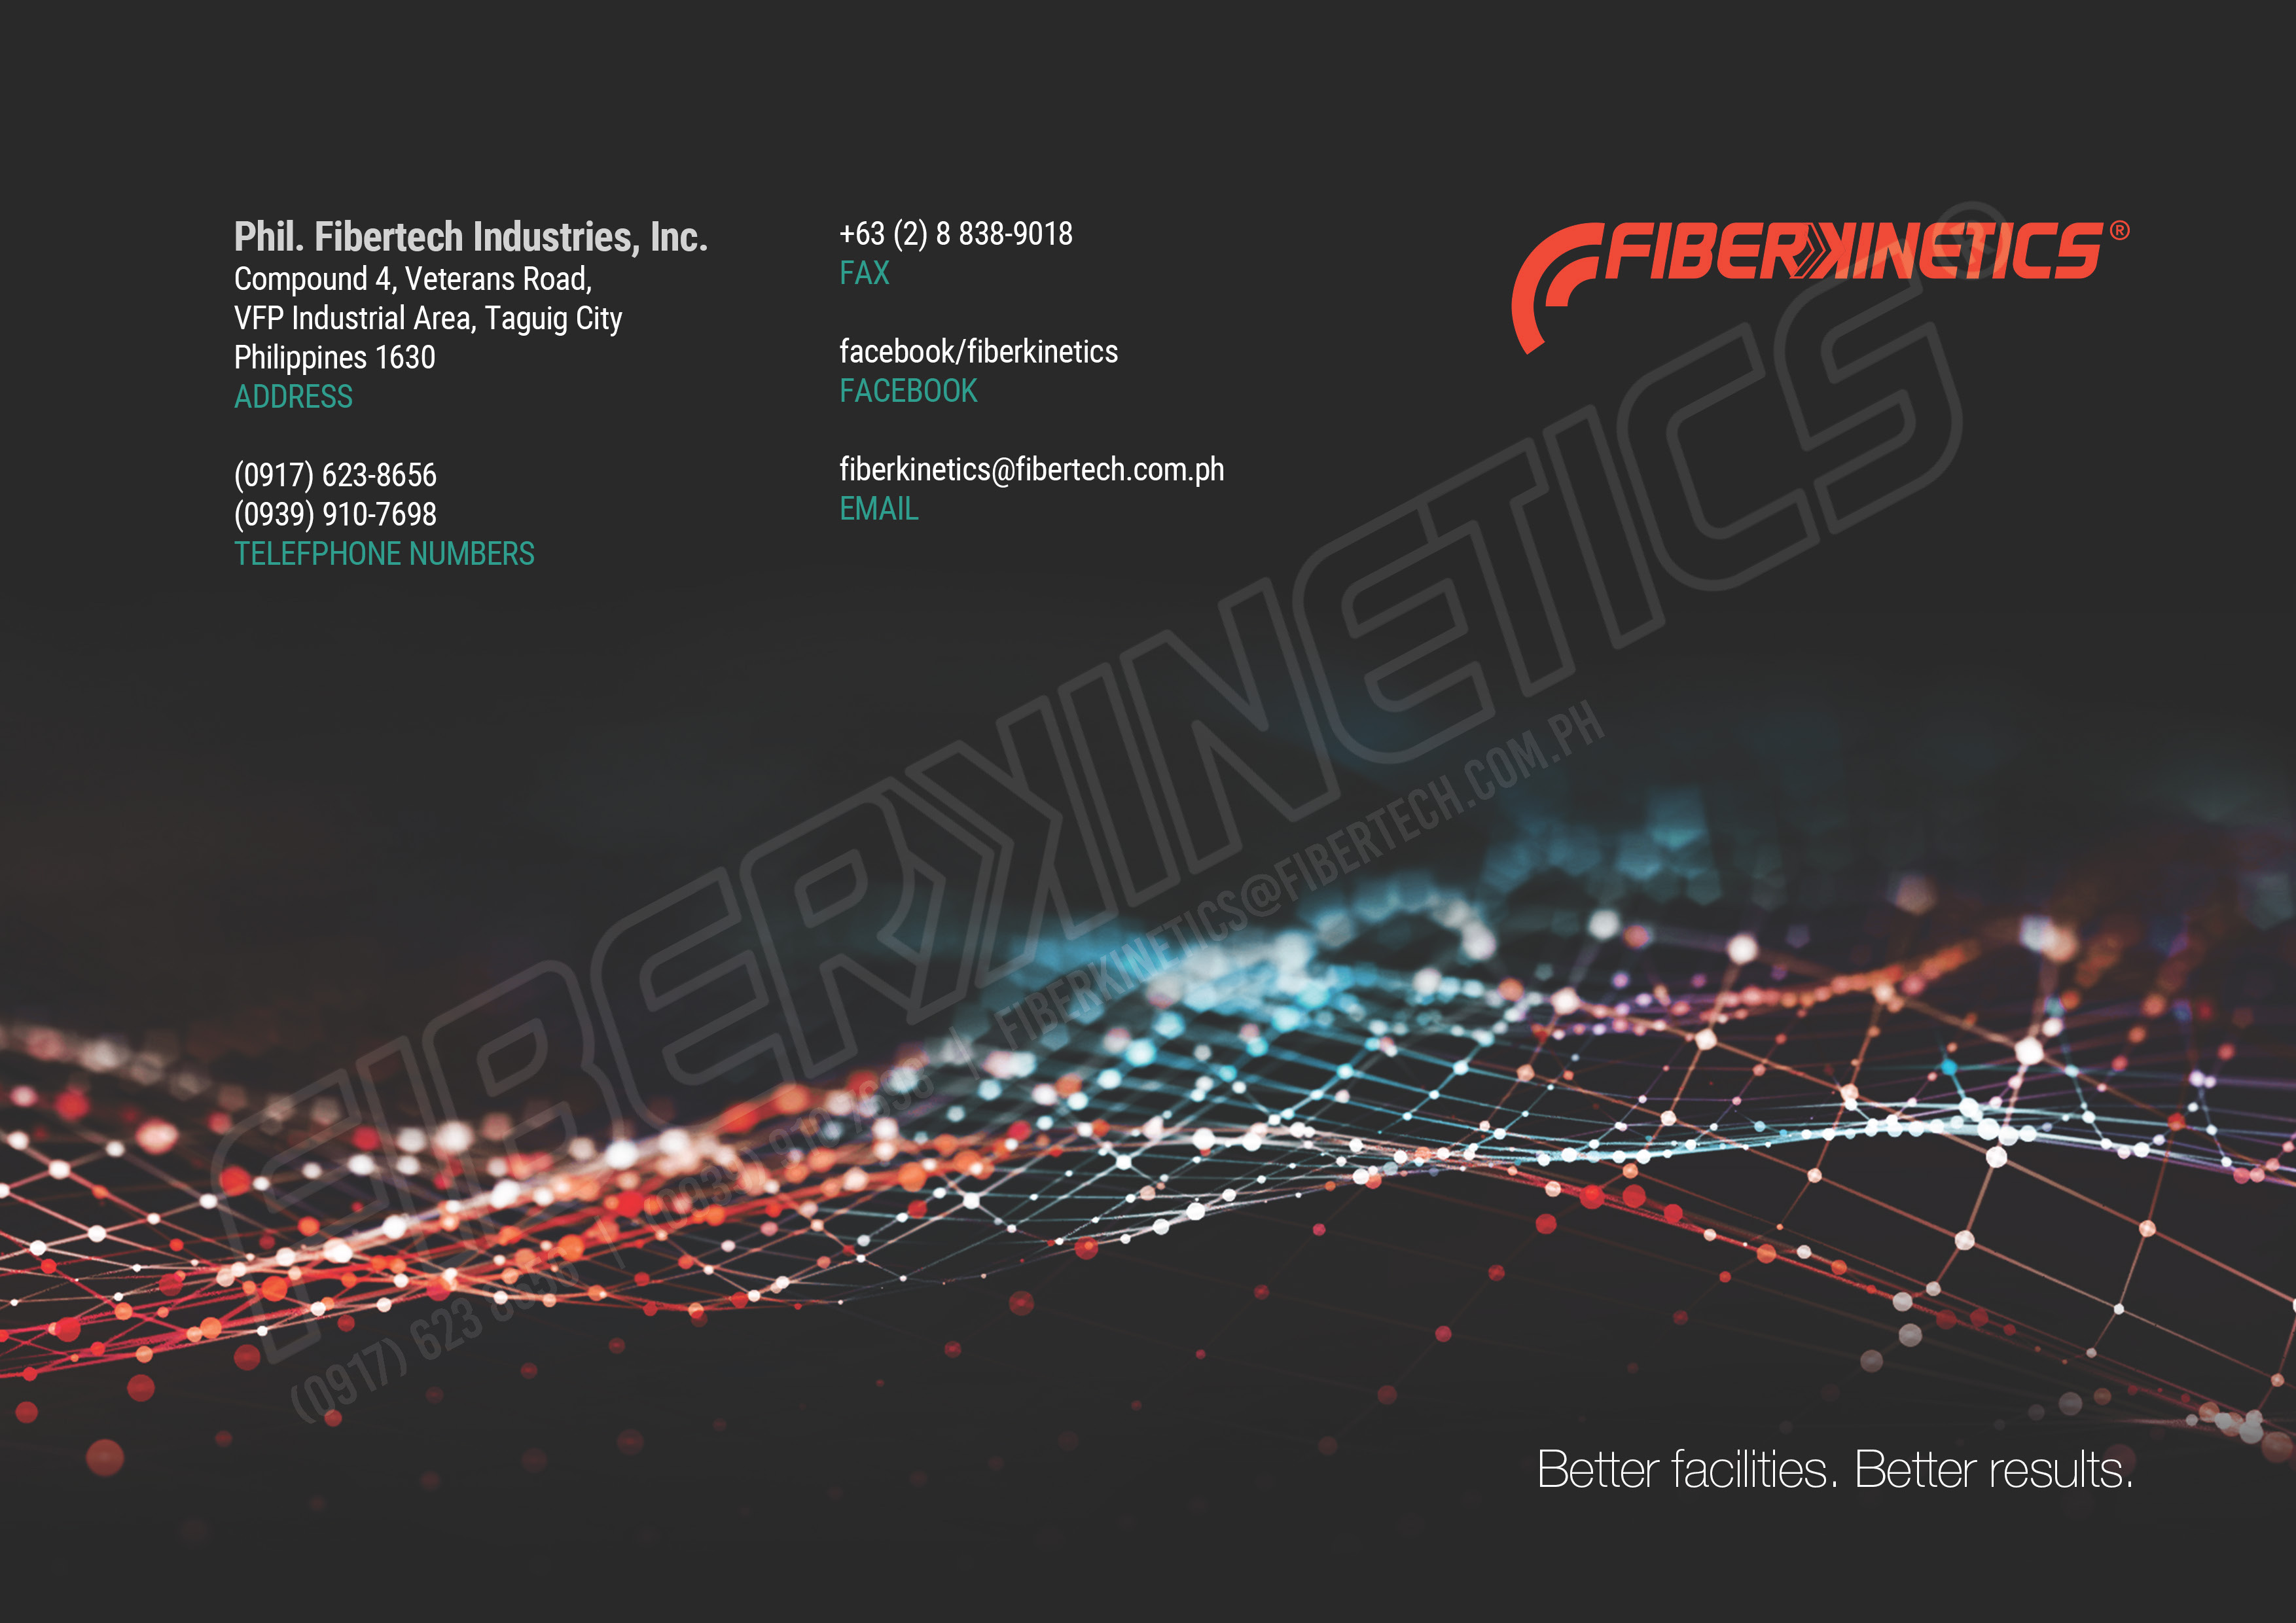 Phil. Fibertech Industries, Inc.
Compound 4, Veterans Road,
VFP Industrial Area, Taguig City
Philippines 1630
ADDRESS
(0917) 623-8656
(0939) 910-7698
TELEFPHONE NUMBERS
+63 (2) 8 838-9018
FAX
facebook/fiberkinetics
FACEBOOK
fiberkinetics@fibertech.com.ph
EMAIL
FIBERKINETICS®
FIBERKINETICS®
(0917) 623 8656 | (0939) 910 7698 | FIBERKINETICS@FIBERTECH.COM.PH
Better facilities. Better results.